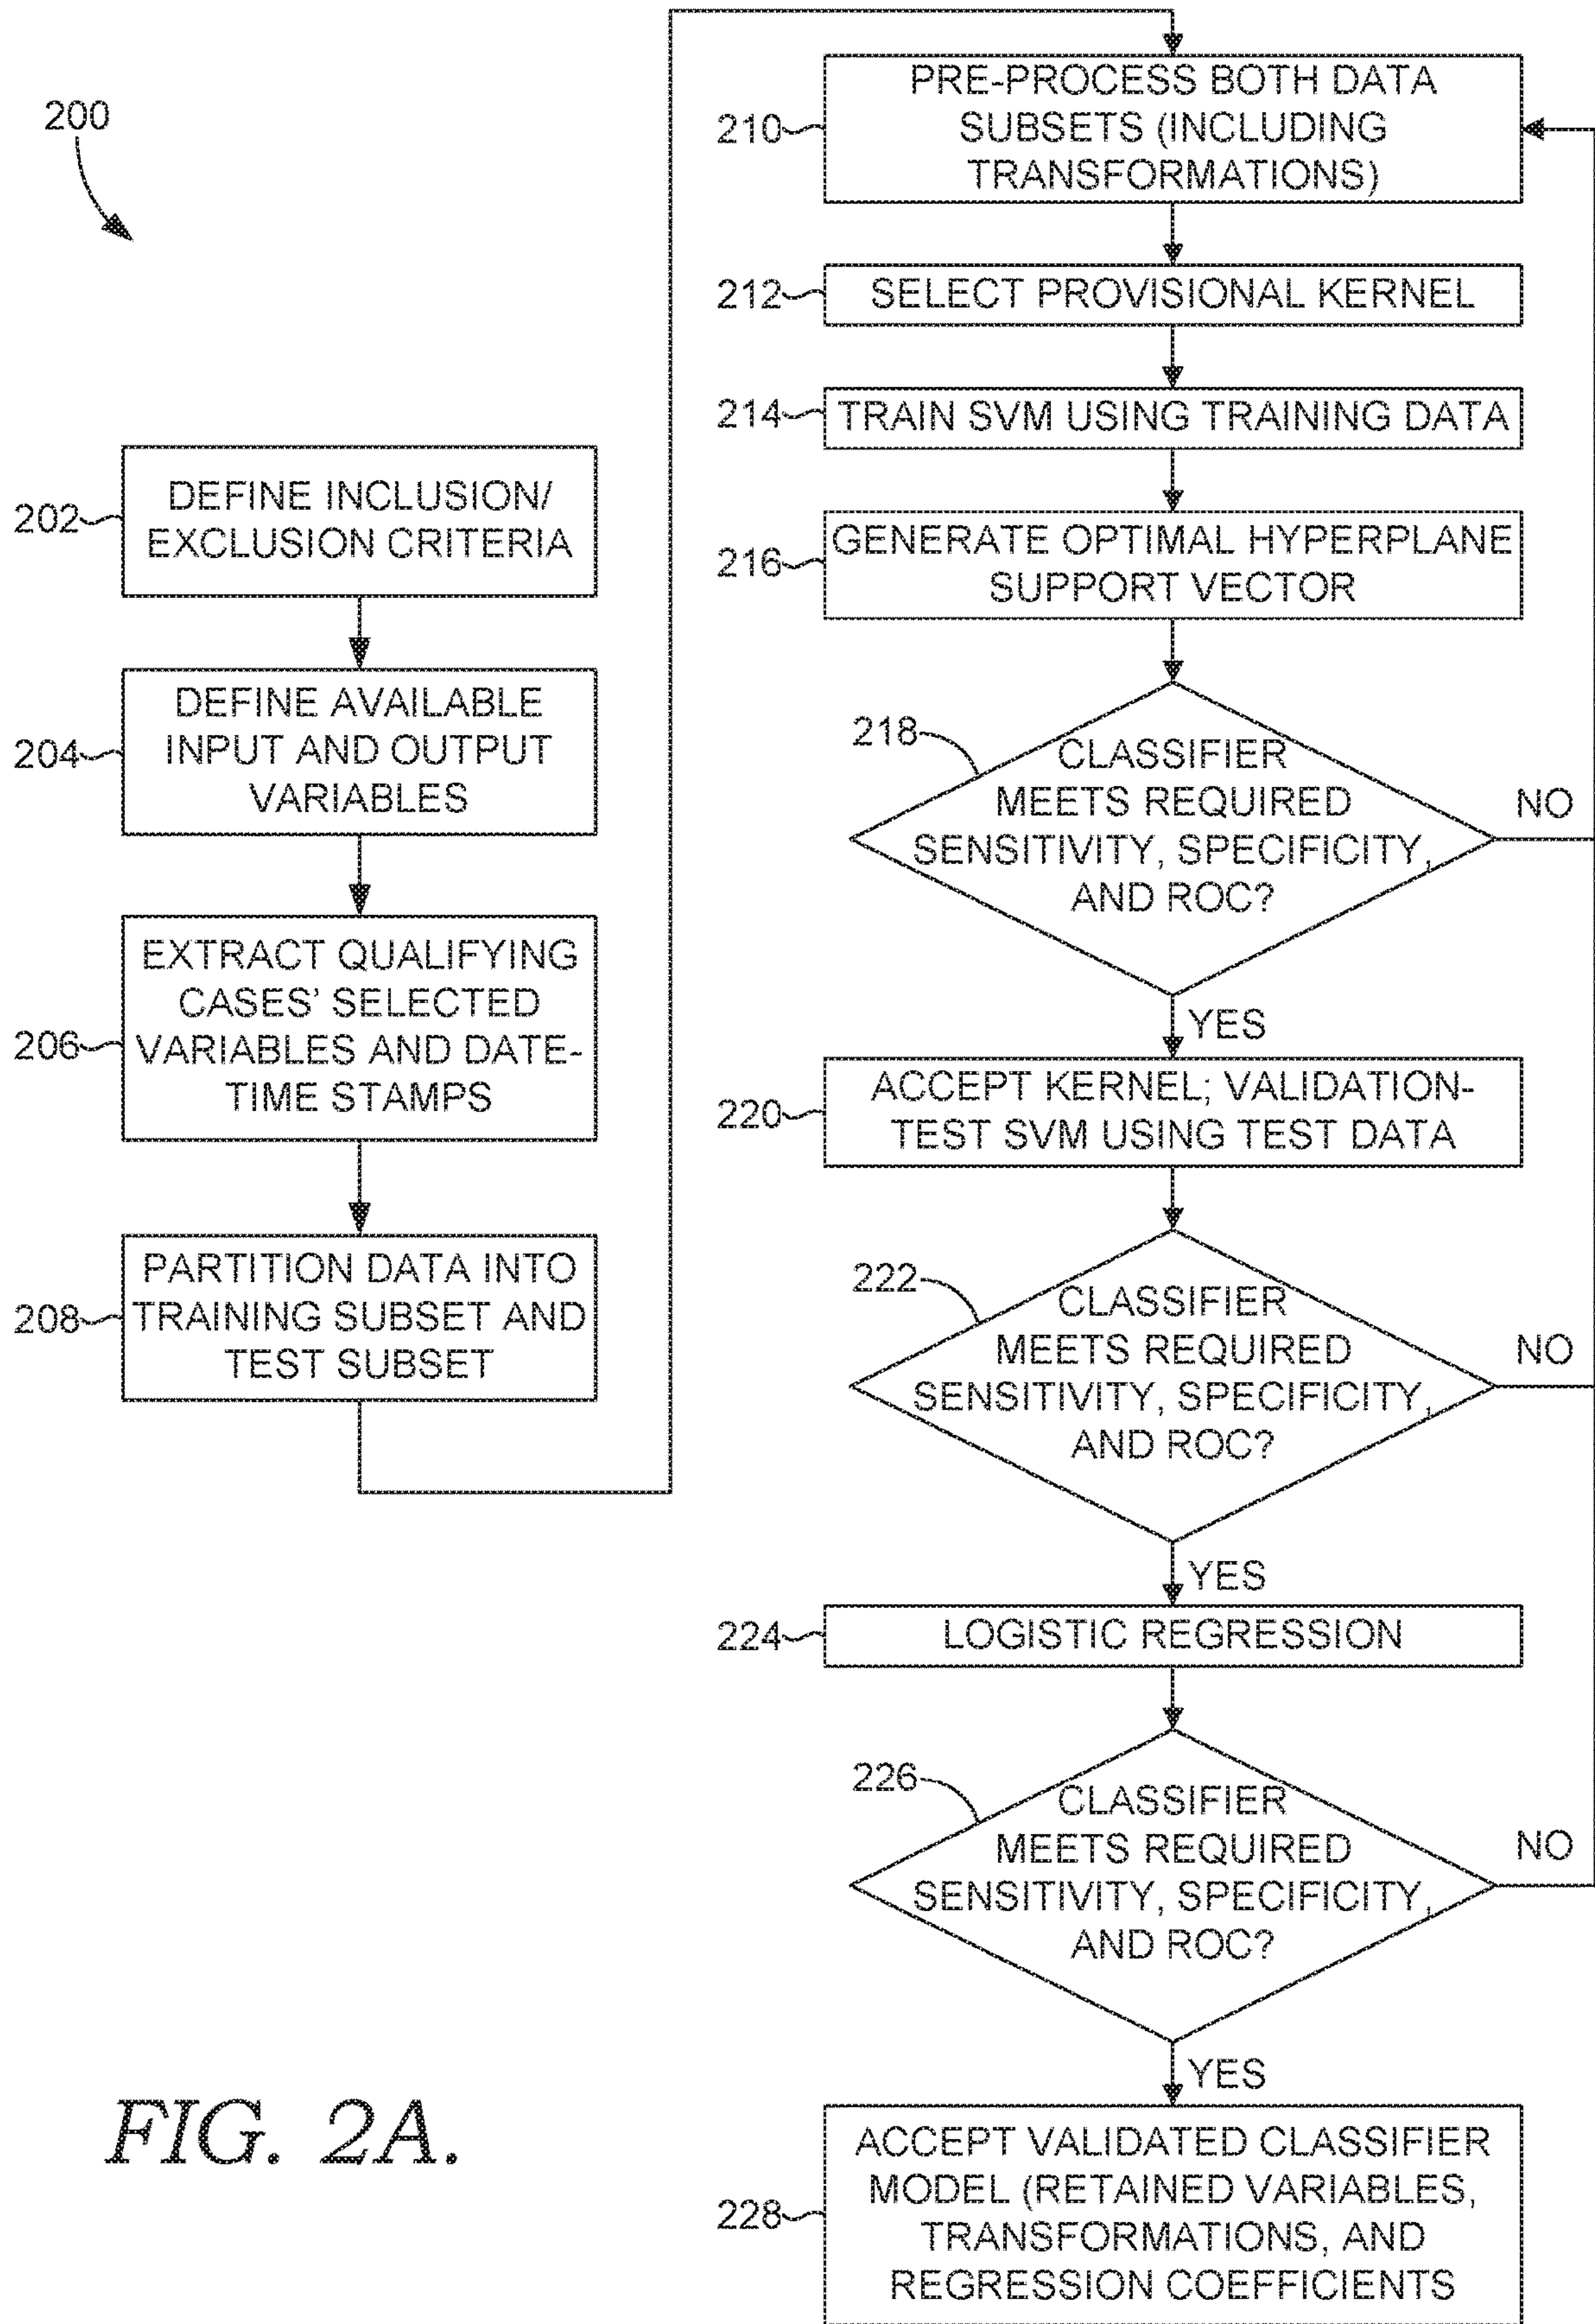 200
202
DEFINE INCLUSION/
EXCLUSION CRITERIA
204
DEFINE AVAILABLE
INPUT AND OUTPUT
VARIABLES
206
EXTRACT QUALIFYING
CASES' SELECTED
VARIABLES AND DATE-
TIME STAMPS
208
PARTITION DATA INTO
TRAINING SUBSET AND
TEST SUBSET
210
PRE-PROCESS BOTH DATA
SUBSETS (INCLUDING
TRANSFORMATIONS)
212
SELECT PROVISIONAL KERNEL
214
TRAIN SVM USING TRAINING DATA
216
GENERATE OPTIMAL HYPERPLANE
SUPPORT VECTOR
218
CLASSIFIER
MEETS REQUIRED
SENSITIVITY, SPECIFICITY,
AND ROC?
NO
YES
220
ACCEPT KERNEL; VALIDATION-
TEST SVM USING TEST DATA
222
CLASSIFIER
MEETS REQUIRED
SENSITIVITY, SPECIFICITY,
AND ROC?
NO
YES
224
LOGISTIC REGRESSION
226
CLASSIFIER
MEETS REQUIRED
SENSITIVITY, SPECIFICITY,
AND ROC?
NO
YES
228
ACCEPT VALIDATED CLASSIFER
MODEL (RETAINED VARIABLES,
TRANSFORMATIONS, AND
REGRESSION COEFFICIENTS
FIG. 2A.